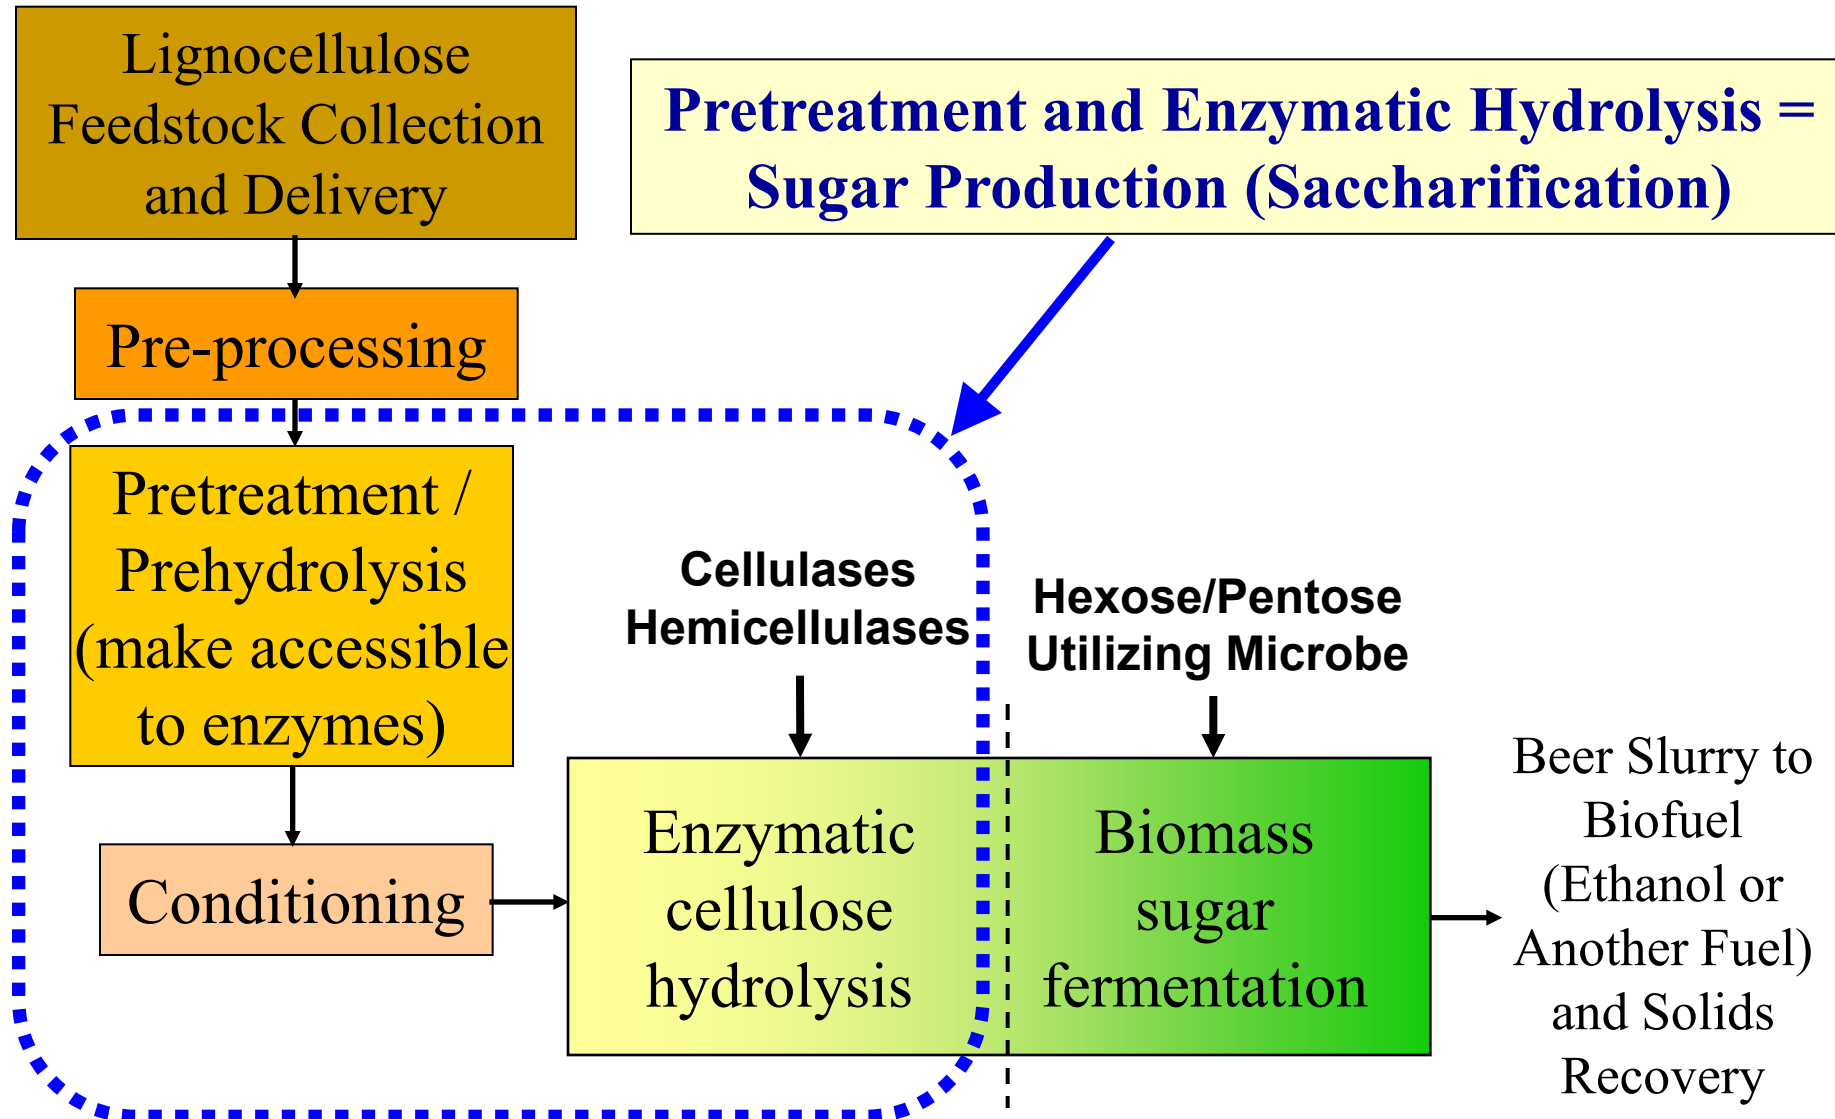 Lignocellulose
Feedstock Collection
and Delivery
Pretreatment and Enzymatic Hydrolysis =
Sugar Production (Saccharification)
Pre-processing
Pretreatment /
Prehydrolysis
(make accessible
to enzymes)
Conditioning
Cellulases
Hemicellulases
Hexose/Pentose
Utilizing Microbe
Enzymatic
cellulose
hydrolysis
Biomass
sugar
fermentation
Beer Slurry to
Biofuel
(Ethanol or
Another Fuel)
and Solids
Recovery